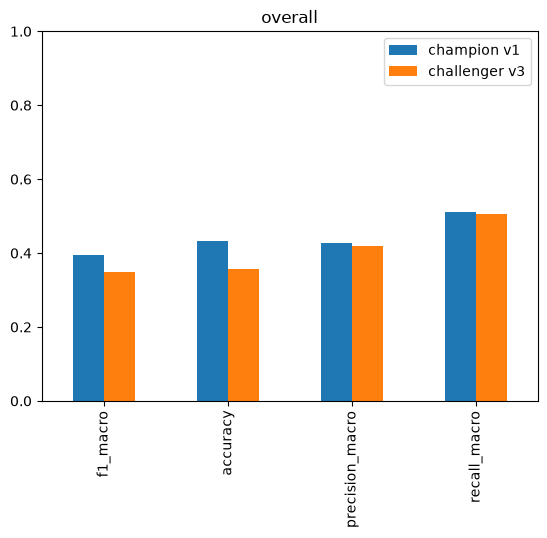 overall
champion v1
challenger v3
1.0
0.8
0.6
0.4
0.2
0.0
f1_macro
accuracy
precision_macro
recall_macro